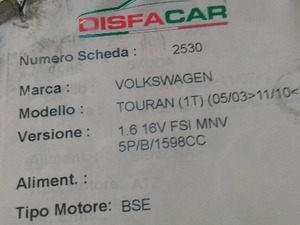 DISFACAR
Numero Scheda : 2530
Marca : VOLKSWAGEN
Modello : TOURAN (1T) (05/03>11/10<
Versione : 1.6 16V FSI MNV
5P/B/1598CC
Aliment. :
Tipo Motore: BSE